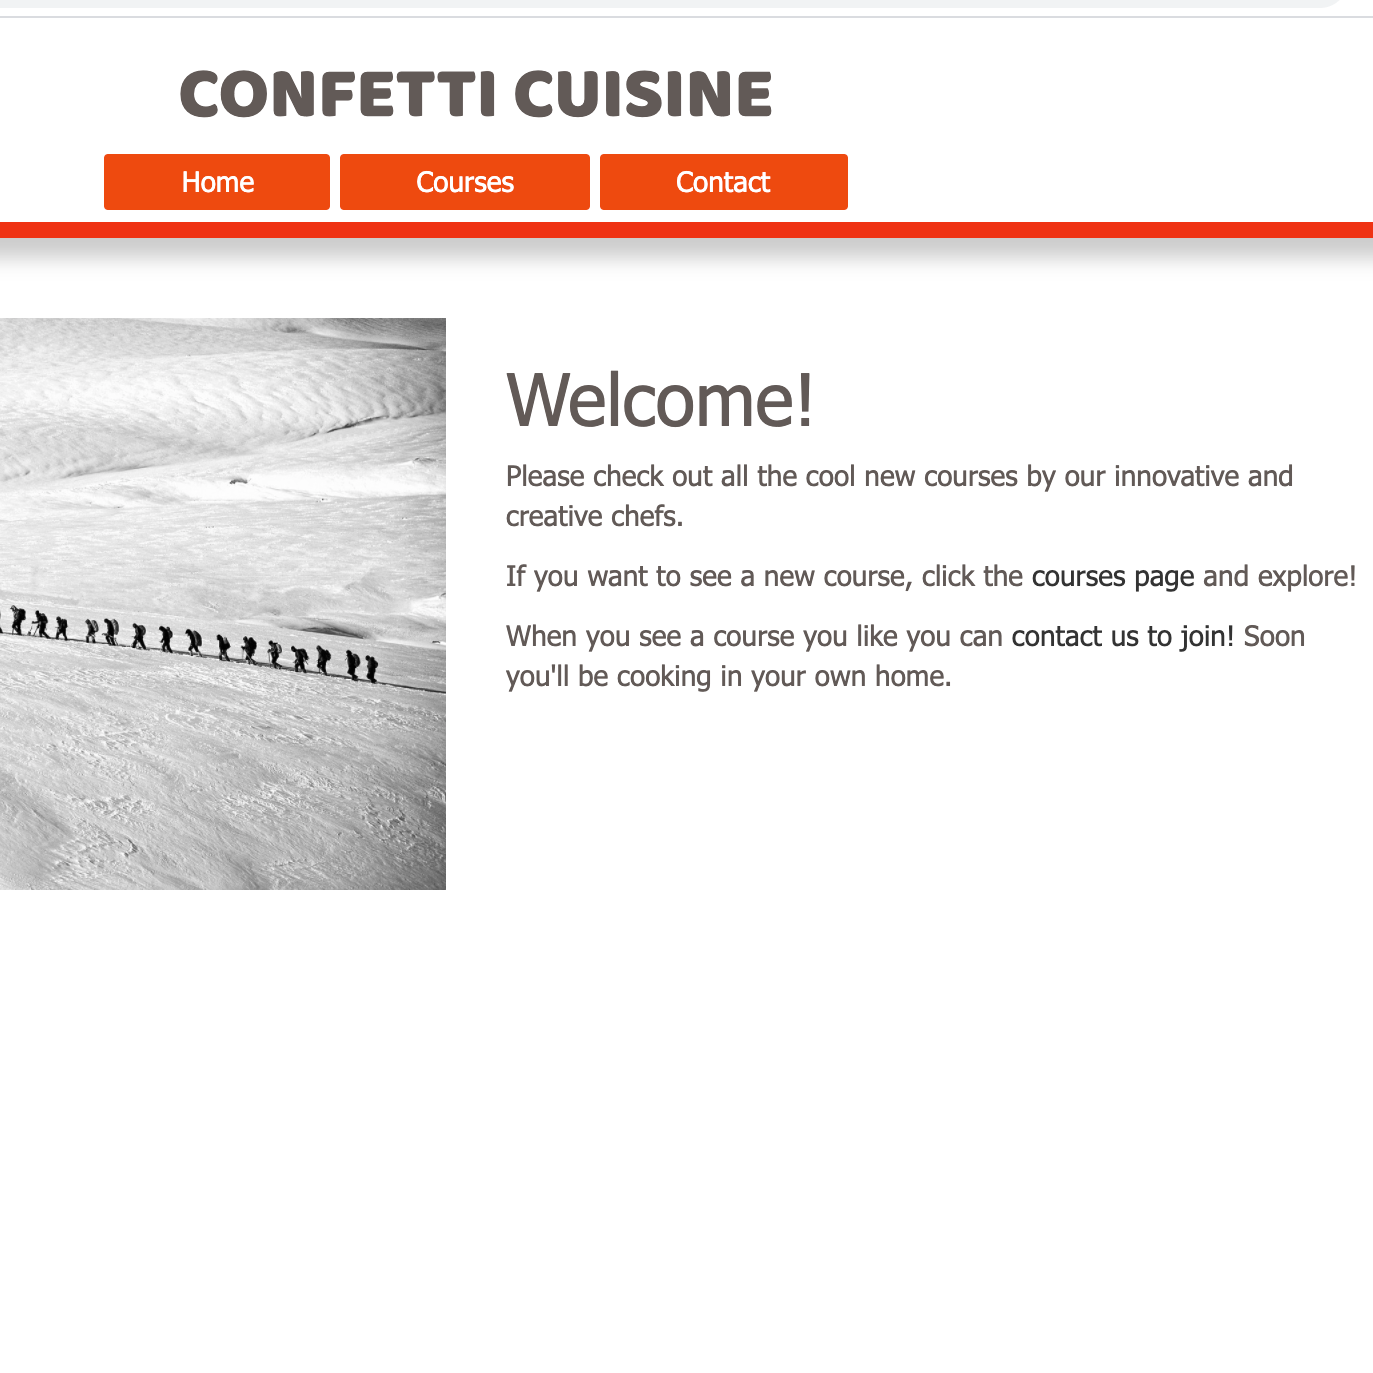 CONFETTI CUISINE
Home
Courses
Contact
Welcome!
Please check out all the cool new courses by our innovative and
creative chefs.
If you want to see a new course, click the courses page and explore!
When you see a course you like you can contact us to join! Soon
you'll be cooking in your own home.